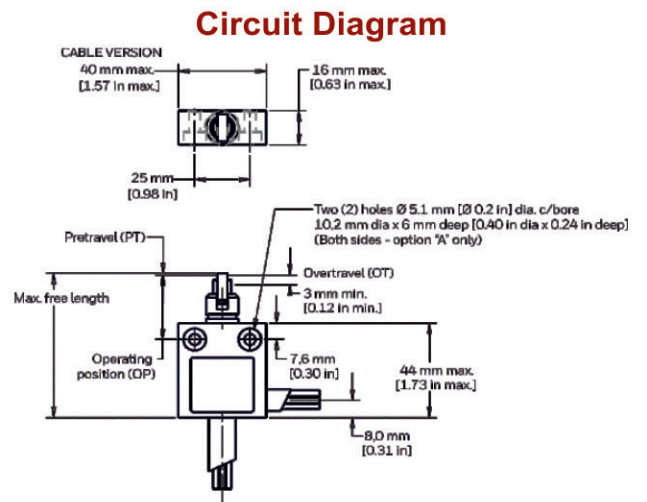 Circuit Diagram
CABLE VERSION
40 mm max.
[1.57 in max.]
16 mm max.
[0.63 in max.]
25 mm
[0.98 in]
Two (2) holes Ø 5.1 mm [Ø 0.2 in] dia. c/bore
10,2 mm dia x 6 mm deep [0.40 in dia x 0.24 in deep]
(Both sides - option "A" only)
Pretravel (PT)
Overtravel (OT)
Max. free length
3 mm min.
[0.12 in min.]
Operating
position (OP)
7,6 mm
[0.30 in]
44 mm max.
[1.73 in max.]
8,0 mm
[0.31 in]